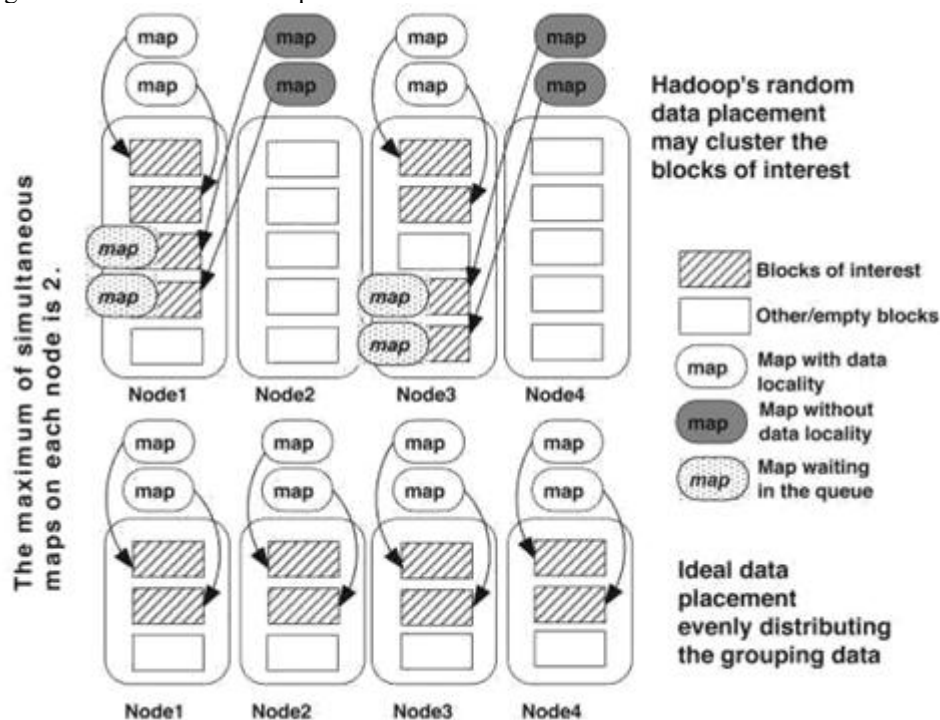 map
map
map
map
map
map
map
map
Hadoop's random
data placement
may cluster the
blocks of interest
map
map
map
map
Node1
Node2
Node3
Node4
The maximum of simultaneous
maps on each node is 2.
Blocks of interest
Other/empty blocks
map
Map with data
locality
map
Map without
data locality
map
Map waiting
in the queue
map
map
map
map
map
map
map
map
Ideal data
placement
evenly distributing
the grouping data
Node1
Node2
Node3
Node4